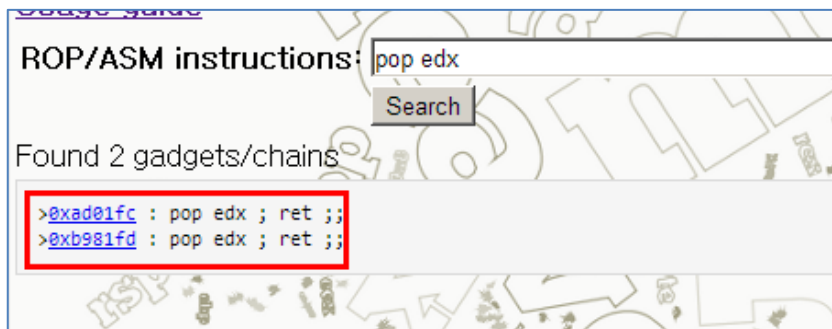 Usage guide
ROP/ASM instructions: pop edx
Search
Found 2 gadgets/chains
>0xad01fc : pop edx ; ret ;;
>0xb981fd : pop edx ; ret ;;